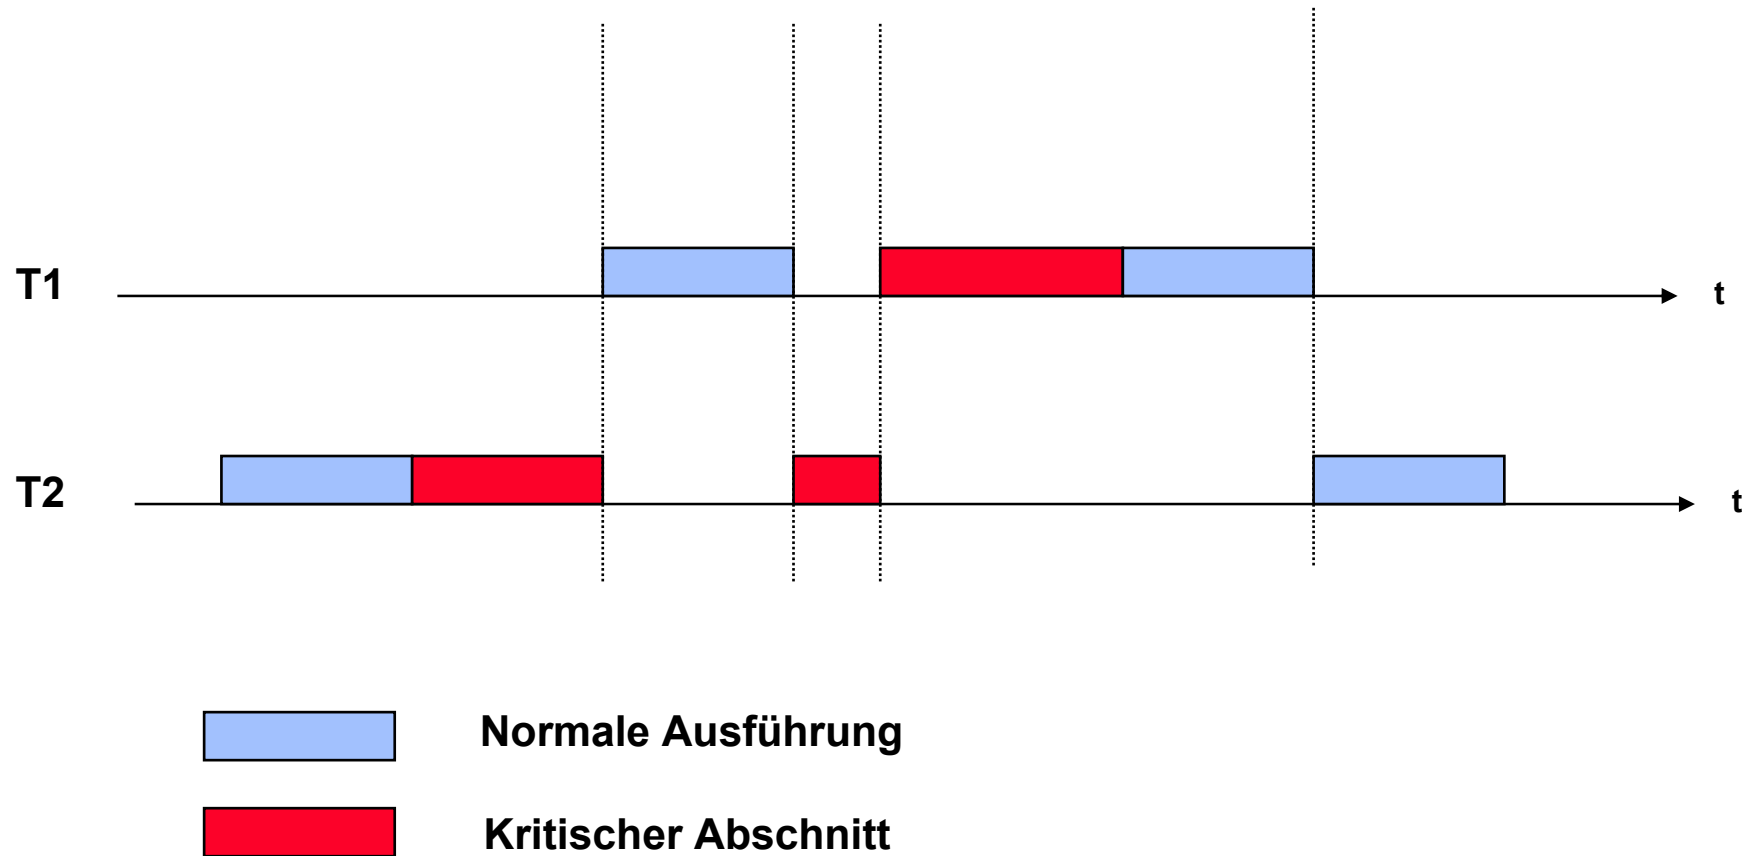 T1
t
T2
t
Normale Ausführung
Kritischer Abschnitt